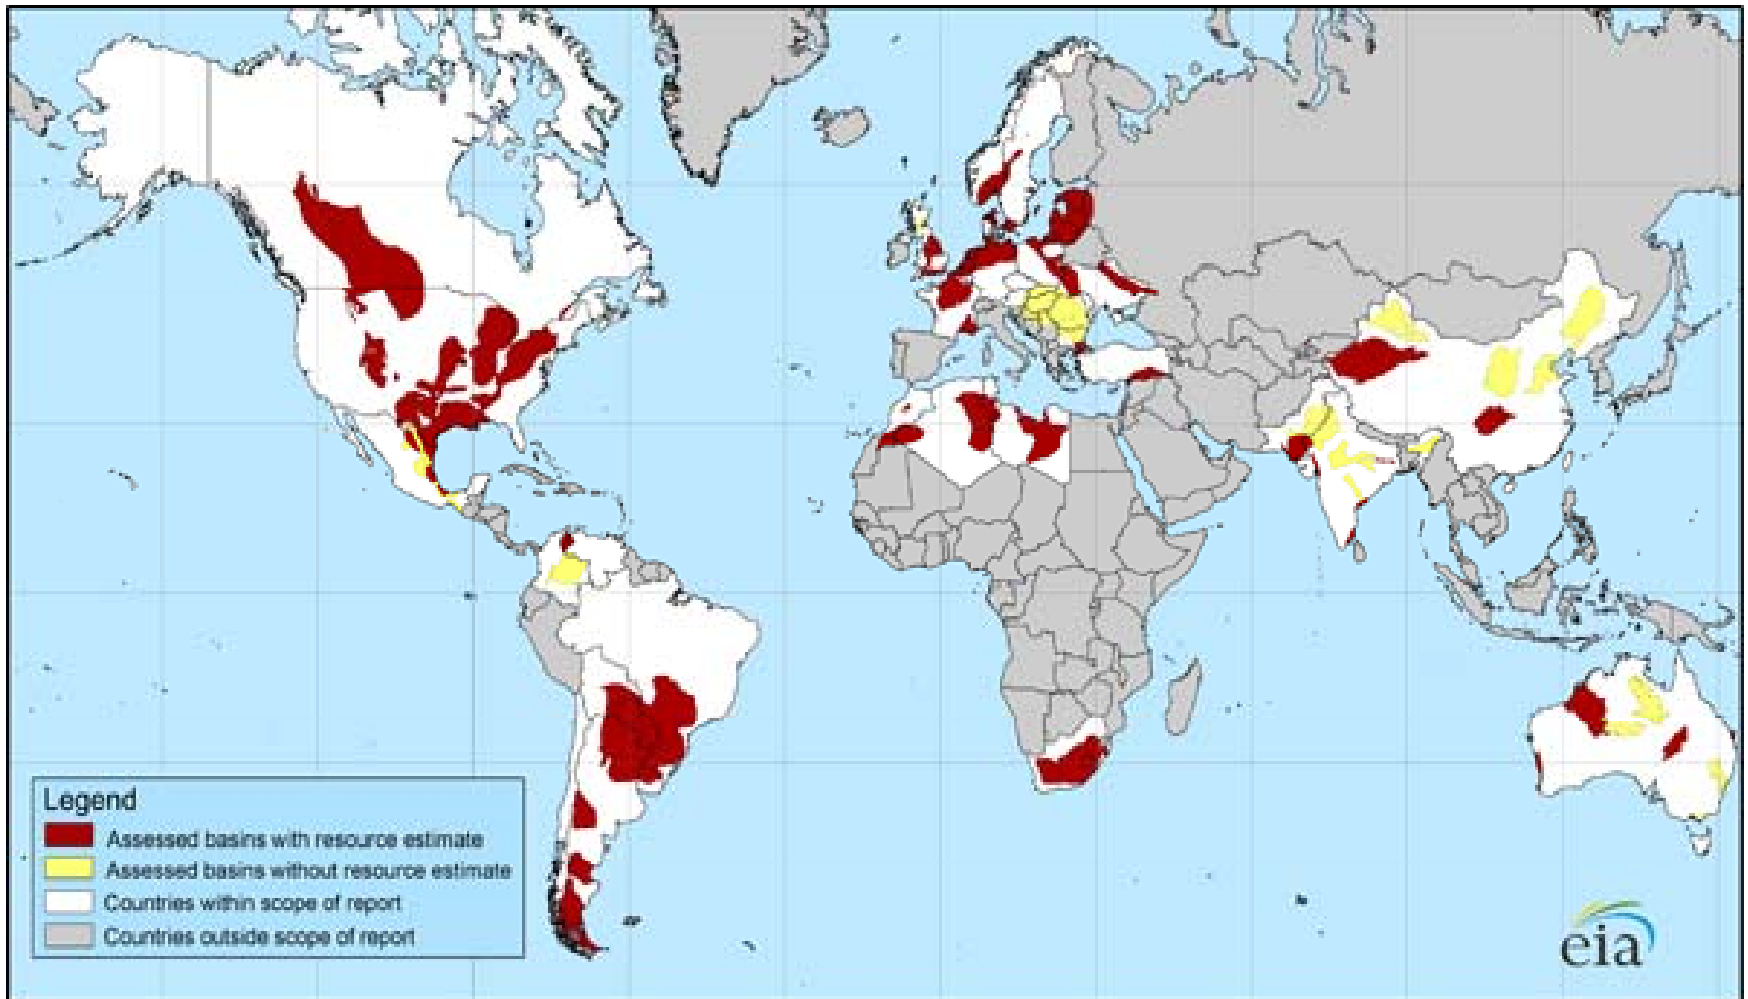 Legend
Assessed basins with resource estimate
Assessed basins without resource estimate
Countries within scope of report
Countries outside scope of report
eia